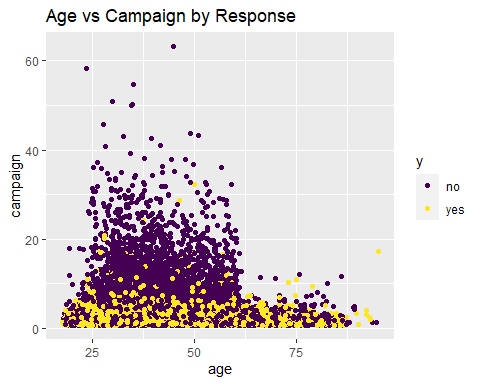 Age vs Campaign by Response
60
40
20
0
campaign
25 50 75
age
y
no
yes